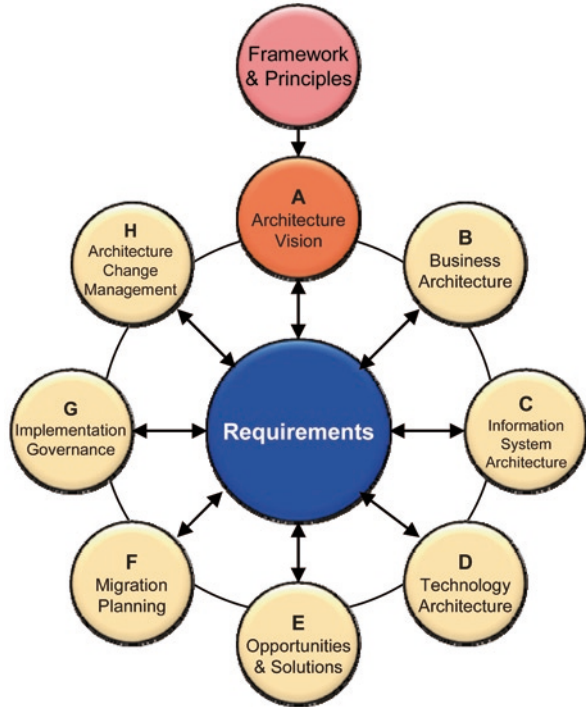 Framework
& Principles
A
Architecture
Vision
B
Business
Architecture
C
Information
System
Architecture
D
Technology
Architecture
E
Opportunities
& Solutions
F
Migration
Planning
G
Implementation
Governance
H
Architecture
Change
Management
Requirements